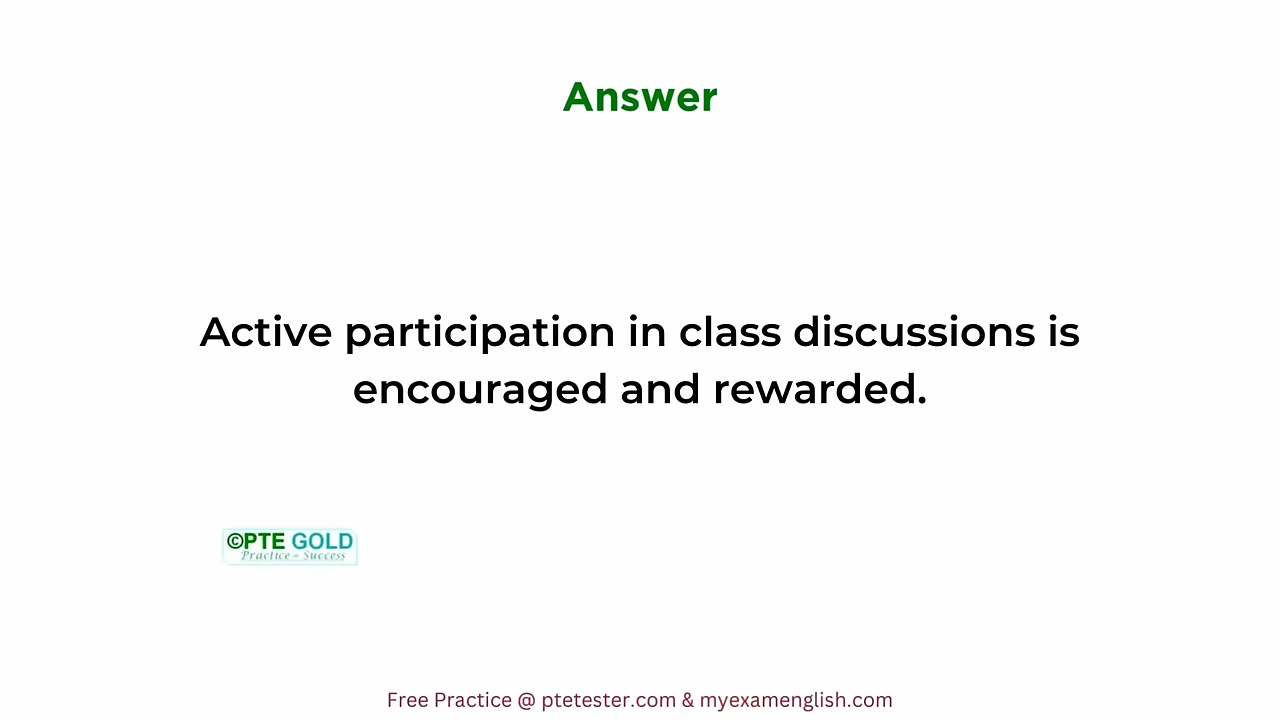 Answer
Active participation in class discussions is
encouraged and rewarded.
©PTE GOLD
Practice = Success
Free Practice @ ptetester.com & myexamenglish.com